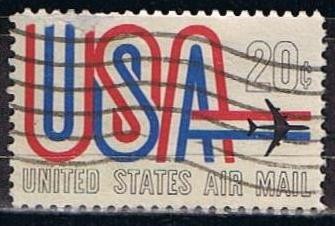 USA 20¢
UNITED STATES AIR MAIL